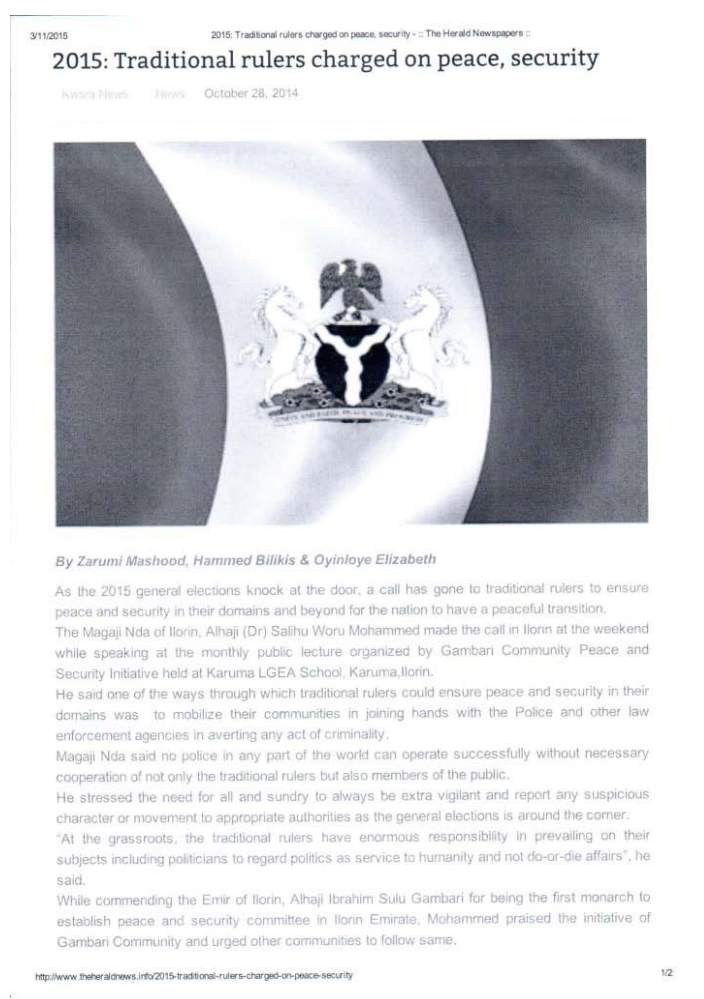 3/11/2015
2015: Traditional rulers charged on peace, security - :: The Herald Newspapers ::
2015: Traditional rulers charged on peace, security
Kwara News News October 28, 2014
UNITY AND FAITH, PEACE AND PROGRESS
By Zarumi Mashood, Hammed Bilikis & Oyinloye Elizabeth
As the 2015 general elections knock at the door, a call has gone to traditional rulers to ensure
peace and security in their domains and beyond for the nation to have a peaceful transition.
The Magaji Nda of Ilorin, Alhaji (Dr) Salihu Woru Mohammed made the call in Ilorin at the weekend
while speaking at the monthly public lecture organized by Gambari Community Peace and
Security Initiative held at Karuma LGEA School, Karuma,Ilorin.
He said one of the ways through which traditional rulers could ensure peace and security in their
domains was to mobilize their communities in joining hands with the Police and other law
enforcement agencies in averting any act of criminality.
Magaji Nda said no police in any part of the world can operate successfully without necessary
cooperation of not only the traditional rulers but also members of the public.
He stressed the need for all and sundry to always be extra vigilant and report any suspicious
character or movement to appropriate authorities as the general elections is around the corner.
"At the grassroots, the traditional rulers have enormous responsibility in prevailing on their
subjects including politicians to regard politics as service to humanity and not do-or-die affairs", he
said.
While commending the Emir of Ilorin, Alhaji Ibrahim Sulu Gambari for being the first monarch to
establish peace and security committee in Ilorin Emirate, Mohammed praised the initiative of
Gambari Community and urged other communities to follow same.
http://www.theheraldnews.info/2015-traditional-rulers-charged-on-peace-security
1/2